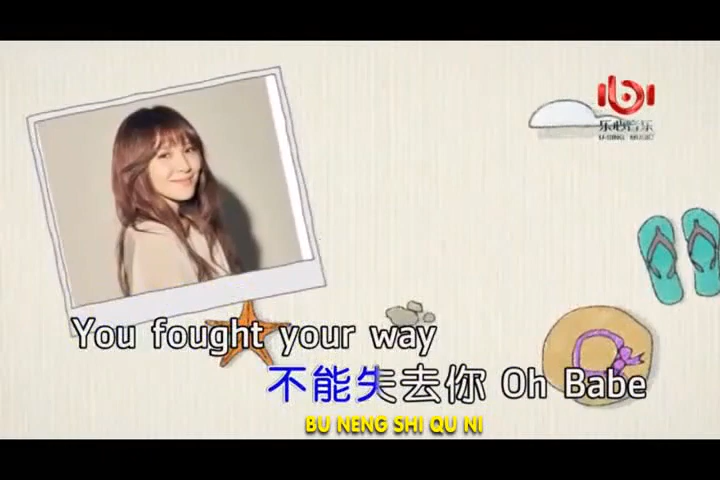 乐心音乐
U-SING MUSIC
You fought your way
不能失去你 Oh Babe
BU NENG SHI QU NI